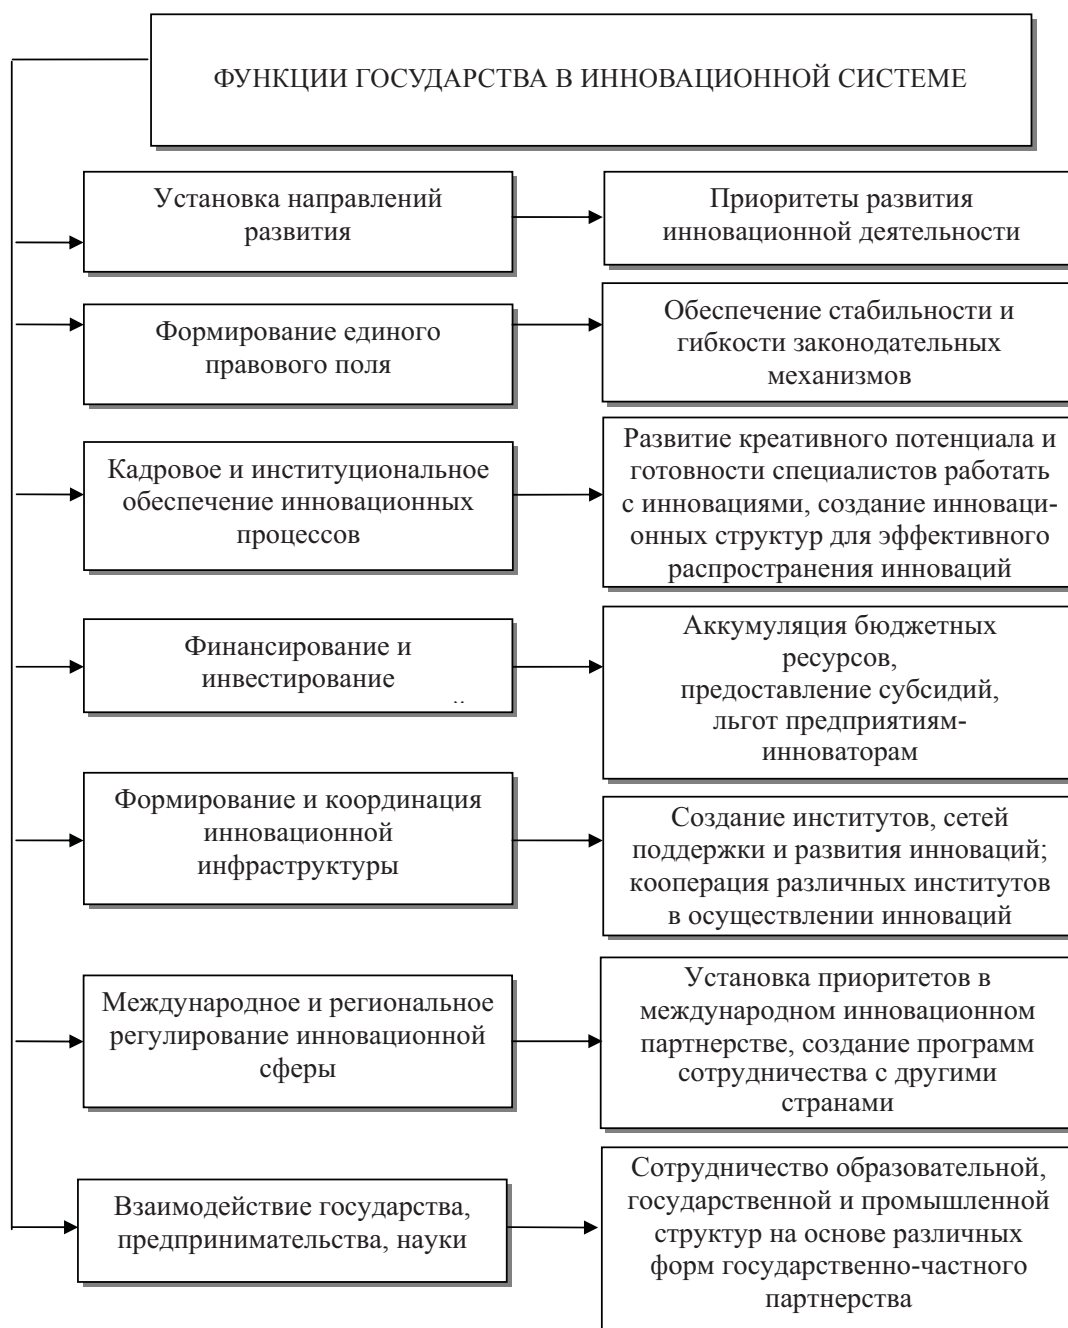 ФУНКЦИИ ГОСУДАРСТВА В ИННОВАЦИОННОЙ СИСТЕМЕ
Установка направлений
развития
Приоритеты развития
инновационной деятельности
Формирование единого
правового поля
Обеспечение стабильности и
гибкости законодательных
механизмов
Кадровое и институциональное
обеспечение инновационных
процессов
Развитие креативного потенциала и
готовности специалистов работать
с инновациями, создание инноваци-
онных структур для эффективного
распространения инноваций
Финансирование и
инвестирование
Аккумуляция бюджетных
ресурсов,
предоставление субсидий,
льгот предприятиям-
инноваторам
Формирование и координация
инновационной
инфраструктуры
Создание институтов, сетей
поддержки и развития инноваций;
кооперация различных институтов
в осуществлении инноваций
Международное и региональное
регулирование инновационной
сферы
Установка приоритетов в
международном инновационном
партнерстве, создание программ
сотрудничества с другими
странами
Взаимодействие государства,
предпринимательства, науки
Сотрудничество образовательной,
государственной и промышленной
структур на основе различных
форм государственно-частного
партнерства